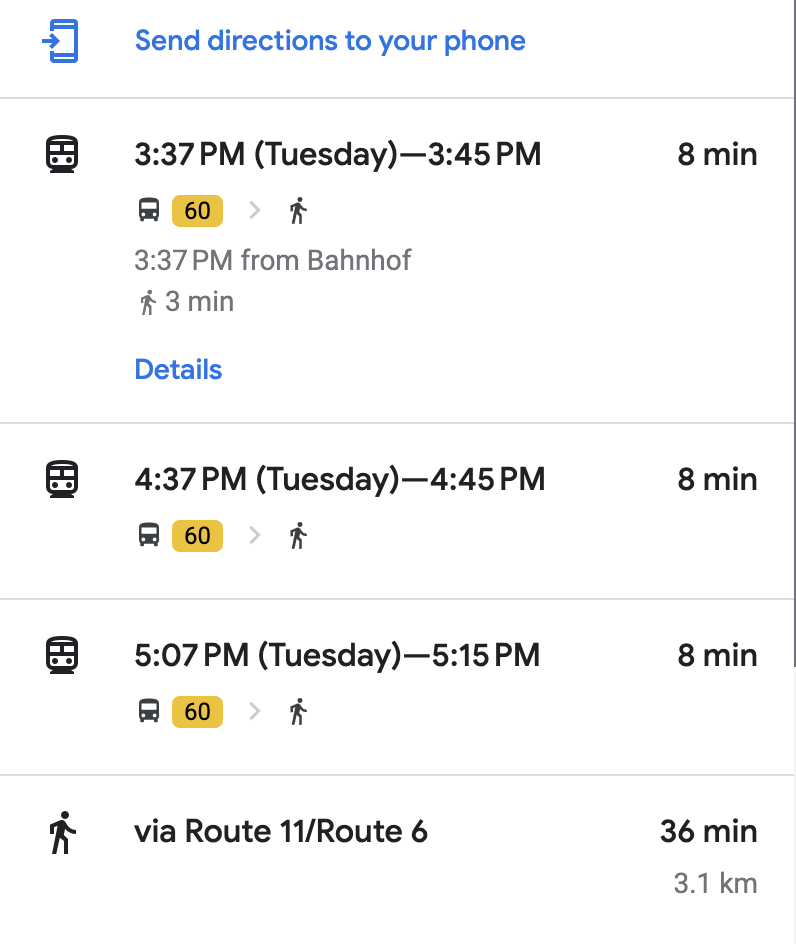 Send directions to your phone
3:37 PM (Tuesday)—3:45 PM 8 min
60
3:37 PM from Bahnhof
3 min
Details
4:37 PM (Tuesday)—4:45 PM 8 min
60
5:07 PM (Tuesday)—5:15 PM 8 min
60
via Route 11/Route 6 36 min
3.1 km